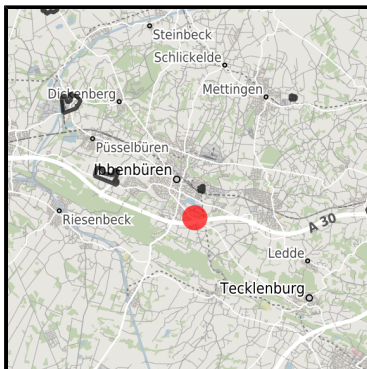 Steinbeck
Schlickelde
Dickenberg
Mettingen
Püsselbüren
Ibbenbüren
Riesenbeck
A 30
Ledde
Tecklenburg